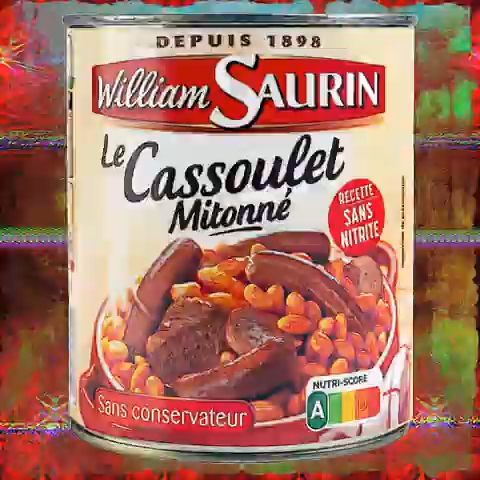 DEPUIS 1898
William SAURIN
Le Cassoulet
Mitonné
RECETTE
SANS
NITRITE
NUTRI-SCORE
A
Sans conservateur